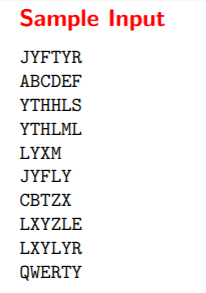 Sample Input
JYFTYR
ABCDEF
YTHHLS
YTHLML
LYXM
JYFLY
CBTZX
LXYZLE
LXYLYR
QWERTY